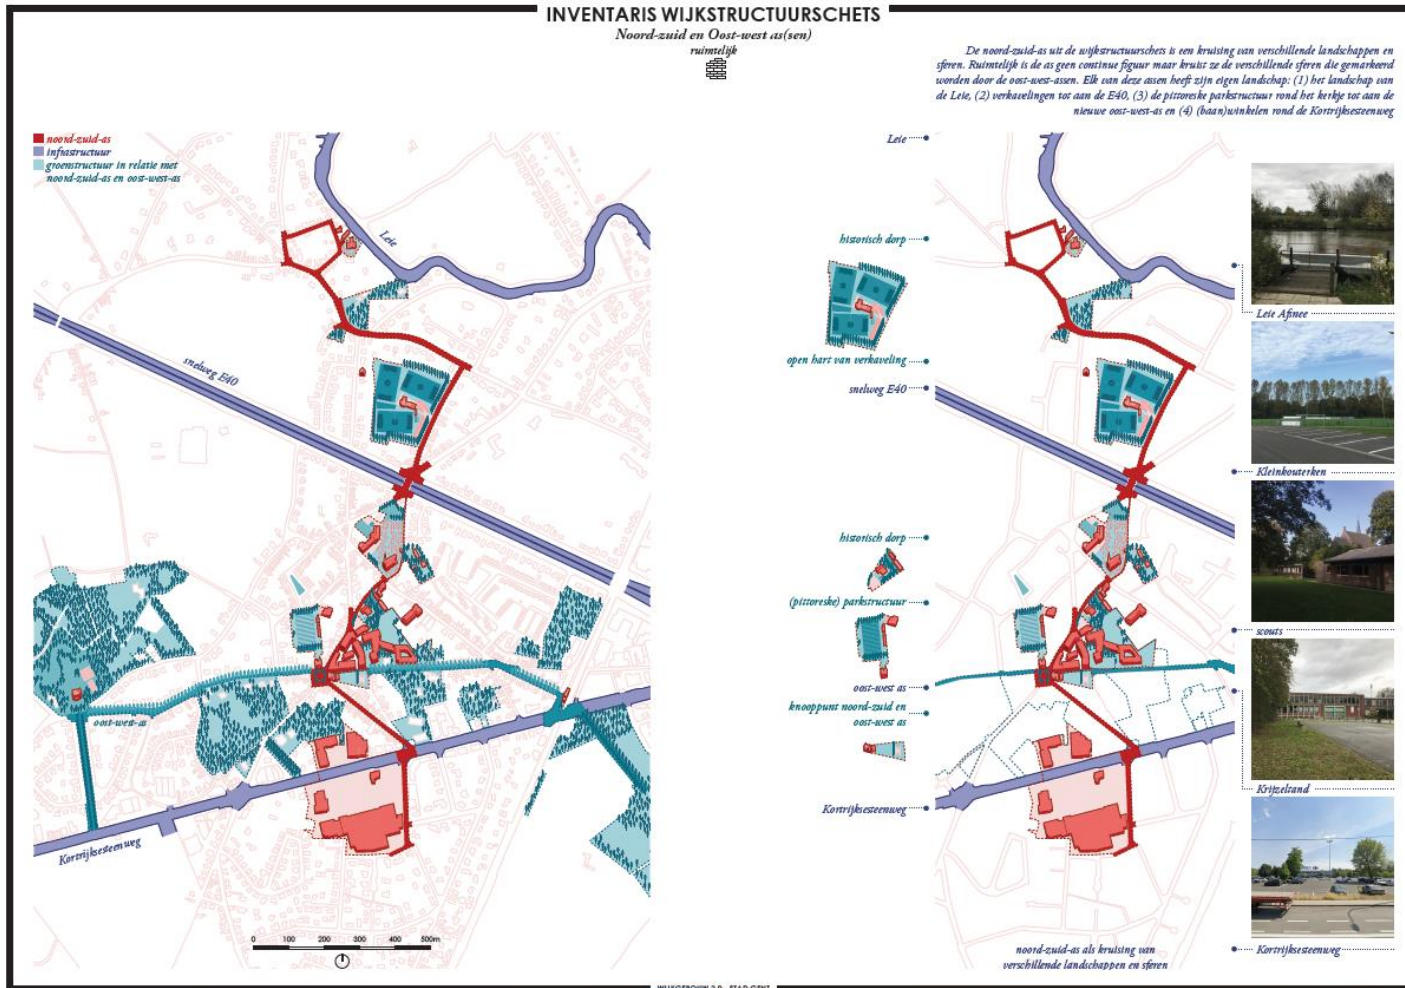 INVENTARIS WIJKSTRUCTUURSCHETS
Noord-zuid en Oost-west as(sen)
ruimtelijk
De noord-zuid-as uit de wijkstructuurschets is een kruising van verschillende landschappen en
sferen. Ruimtelijk is de as geen continue figuur maar kruist ze de verschillende sferen die gemarkeerd
worden door de oost-west-assen. Elk van deze assen heeft zijn eigen landschap: (1) het landschap van
de Leie, (2) verkavelingen tot aan de E40, (3) de pittoreske parkstructuur rond het kerkje tot aan de
nieuwe oost-west-as en (4) (baan)winkelen rond de Kortrijksesteenweg
noord-zuid-as
infrastructuur
groenstructuur in relatie met
noord-zuid-as en oost-west-as
Leie
snelweg E40
oost-west-as
Kortrijksesteenweg
0 100 200 300 400 500m
Leie
historisch dorp
open hart van verkaveling
snelweg E40
historisch dorp
(pittoreske) parkstructuur
oost-west as
knooppunt noord-zuid en
oost-west as
Kortrijksesteenweg
noord-zuid-as als kruising van
verschillende landschappen en sferen
Leie Afinee
Kleinkouterken
scouts
Krijzeltand
Kortrijksesteenweg